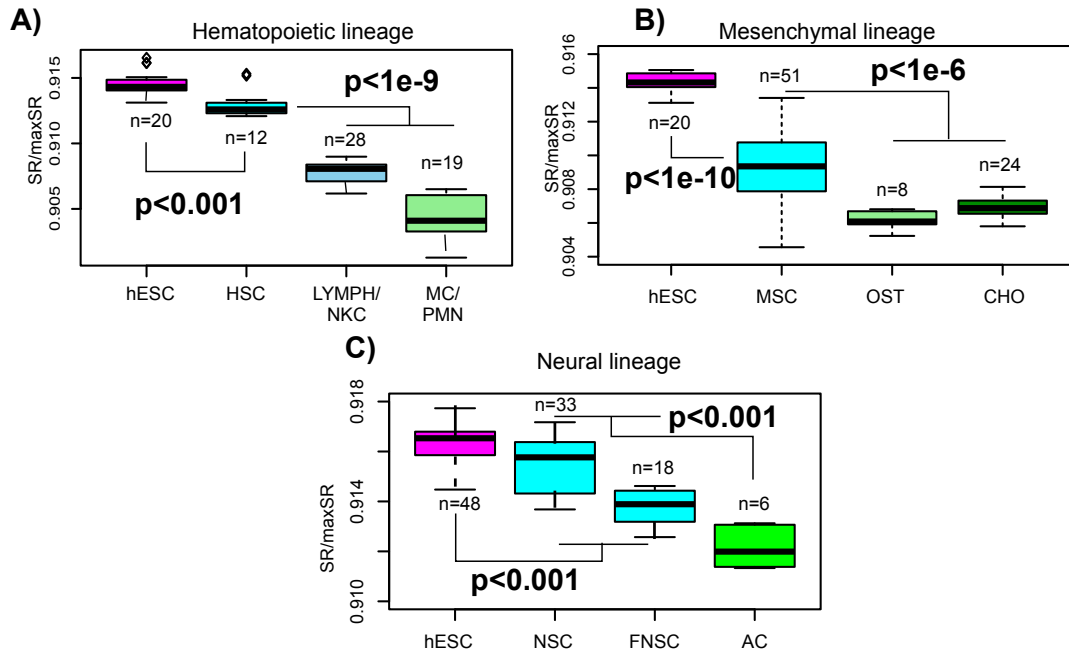 A)
Hematopoietic lineage
SR/maxSR
0.915
0.910
0.905
n=20
n=12
n=28
n=19
p<1e-9
p<0.001
hESC
HSC
LYMPH/
NKC
MC/
PMN
B)
Mesenchymal lineage
SR/maxSR
0.916
0.912
0.908
0.904
n=51
p<1e-6
n=20
n=24
p<1e-10
n=8
hESC
MSC
OST
CHO
C)
Neural lineage
SR/maxSR
0.918
0.914
0.910
n=33
p<0.001
n=18
n=48
n=6
p<0.001
hESC
NSC
FNSC
AC